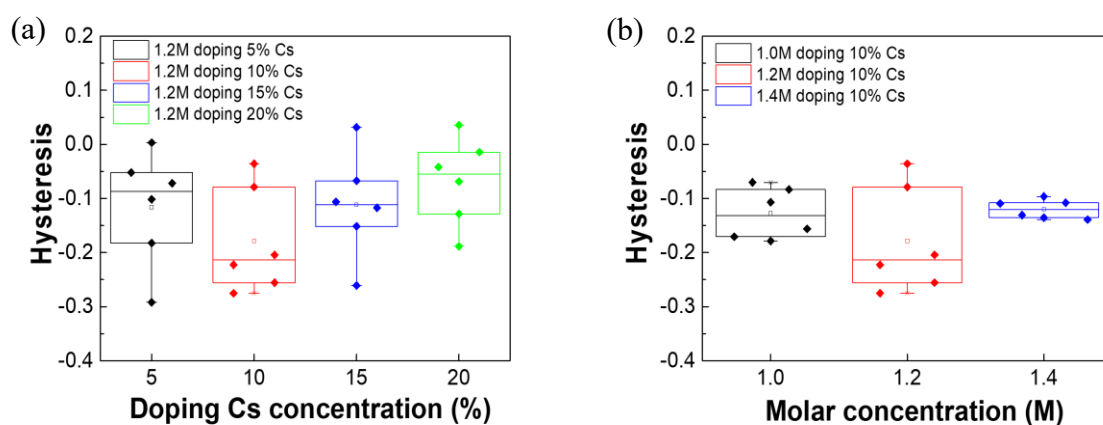 (a)
0.2
0.1
0.0
-0.1
-0.2
-0.3
-0.4
Hysteresis
1.2M doping 5% Cs
1.2M doping 10% Cs
1.2M doping 15% Cs
1.2M doping 20% Cs
5 10 15 20
Doping Cs concentration (%)
(b)
0.2
0.1
0.0
-0.1
-0.2
-0.3
-0.4
Hysteresis
1.0M doping 10% Cs
1.2M doping 10% Cs
1.4M doping 10% Cs
1.0 1.2 1.4
Molar concentration (M)